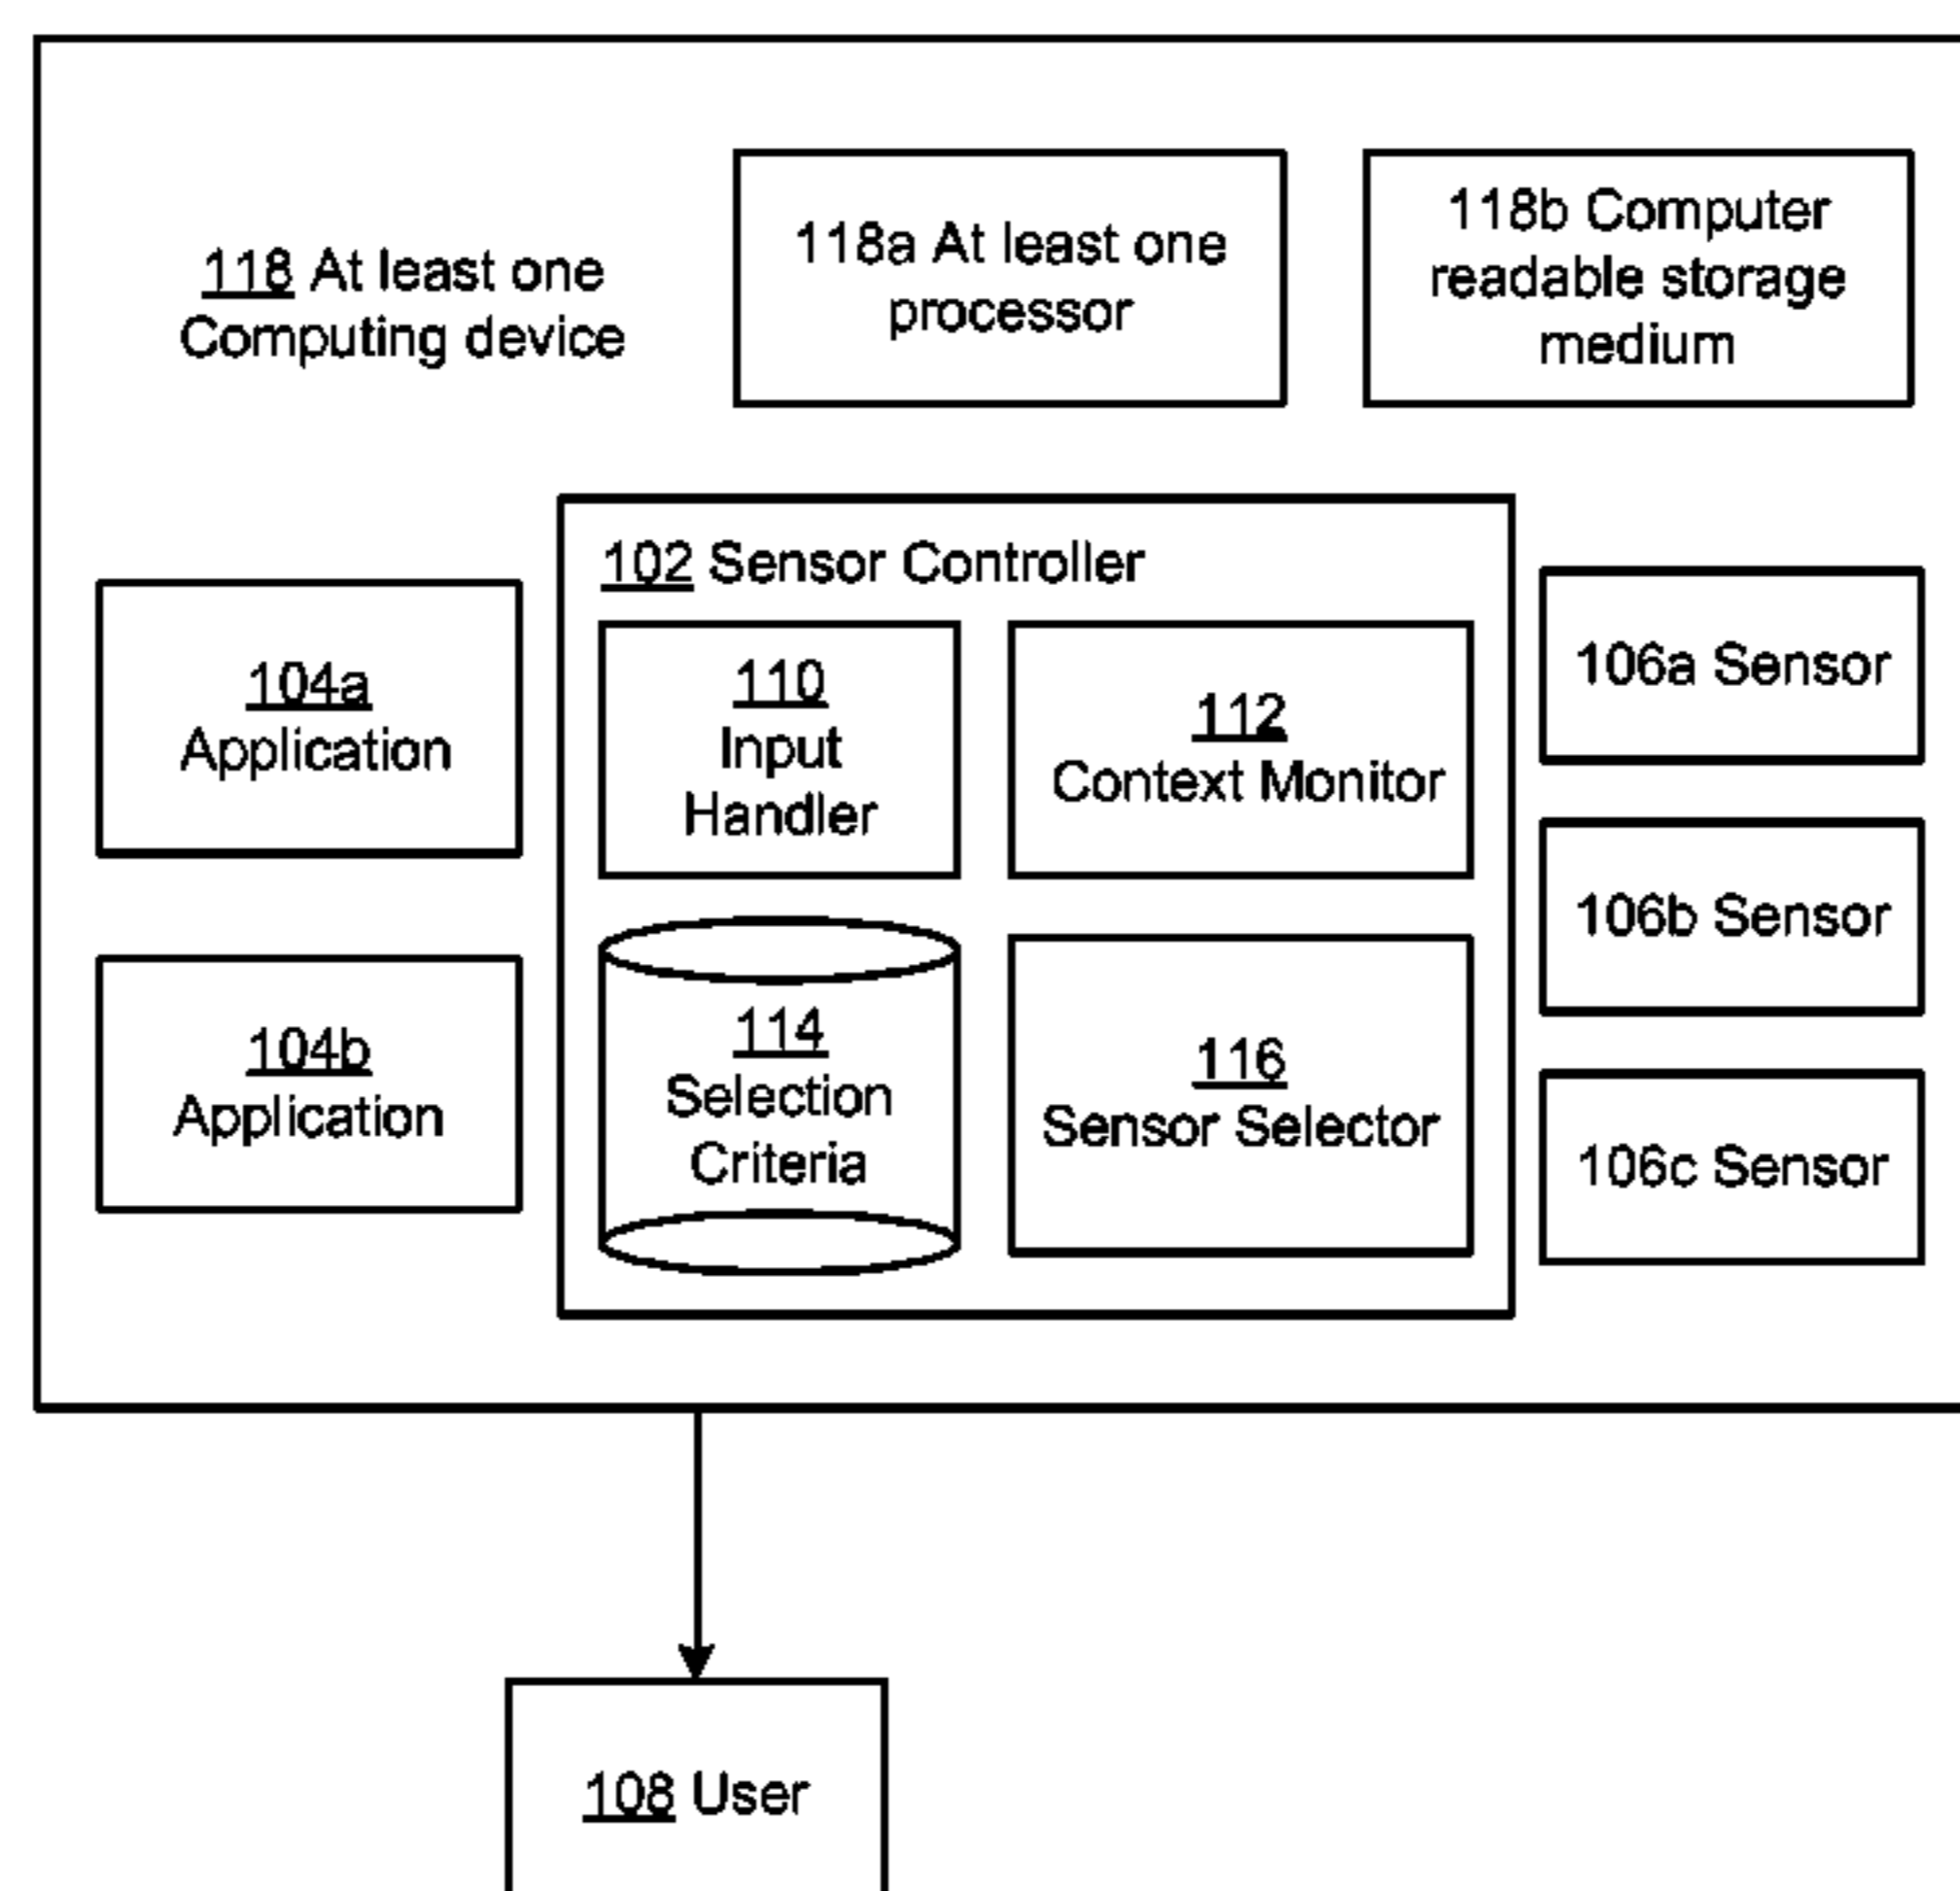 118 At least one
Computing device
118a At least one
processor
118b Computer
readable storage
medium
102 Sensor Controller
104a
Application
104b
Application
110
Input
Handler
112
Context Monitor
114
Selection
Criteria
116
Sensor Selector
106a Sensor
106b Sensor
106c Sensor
108 User